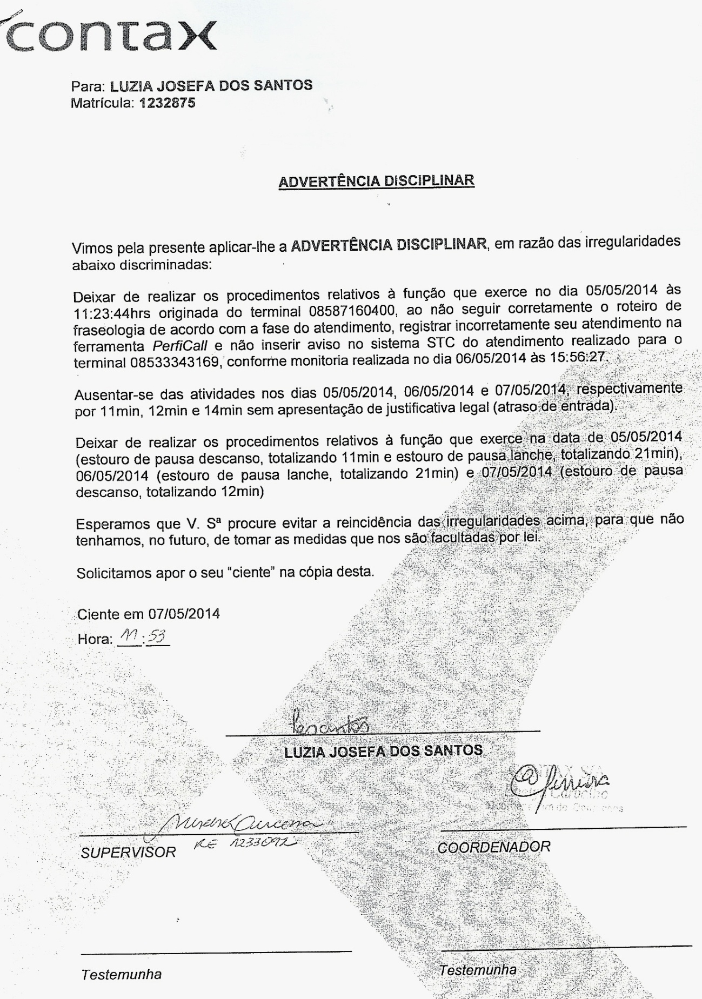 contax
Para: LUZIA JOSEFA DOS SANTOS
Matrícula: 1232875
ADVERTÊNCIA DISCIPLINAR
Vimos pela presente aplicar-lhe a ADVERTÊNCIA DISCIPLINAR, em razão das irregularidades
abaixo discriminadas:
Deixar de realizar os procedimentos relativos à função que exerce no dia 05/05/2014 às
11:23:44hrs originada do terminal 08587160400, ao não seguir corretamente o roteiro de
fraseologia de acordo com a fase do atendimento, registrar incorretamente seu atendimento na
ferramenta PerfiCall e não inserir aviso no sistema STC do atendimento realizado para o
terminal 08533343169, conforme monitoria realizada no dia 06/05/2014 às 15:56:27.
Ausentar-se das atividades nos dias 05/05/2014, 06/05/2014 e 07/05/2014, respectivamente
por 11min, 12min e 14min sem apresentação de justificativa legal (atraso de entrada).
Deixar de realizar os procedimentos relativos à função que exerce na data de 05/05/2014
(estouro de pausa descanso, totalizando 11min e estouro de pausa lanche, totalizando 21min),
06/05/2014 (estouro de pausa lanche, totalizando 21min) e 07/05/2014 (estouro de pausa
descanso, totalizando 12min)
Esperamos que V. Sª procure evitar a reincidência das irregularidades acima, para que não
tenhamos, no futuro, de tomar as medidas que nos são facultadas por lei.
Solicitamos apor o seu “ciente” na cópia desta.
Ciente em 07/05/2014
Hora: 11:53
LUZIA JOSEFA DOS SANTOS
RE 1233092
SUPERVISOR
COORDENADOR
Testemunha
Testemunha